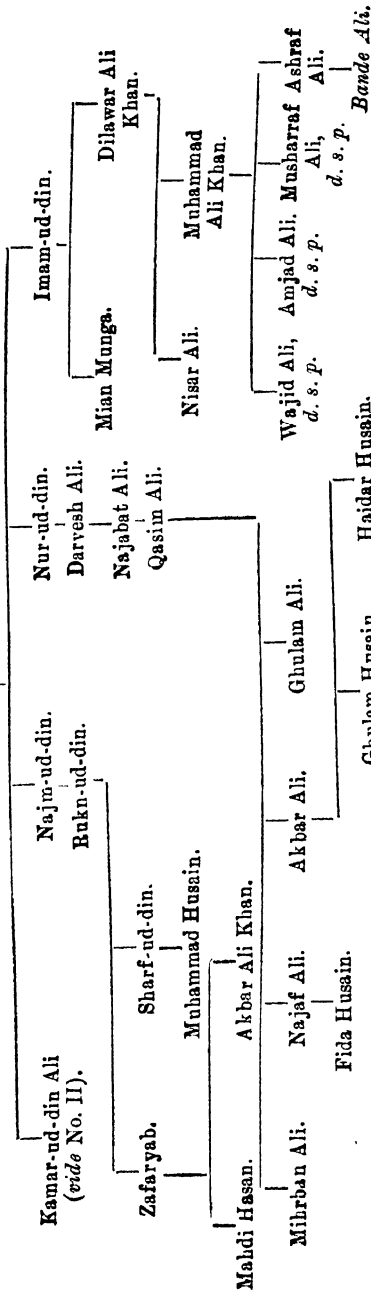 Kamar-ud-din Ali
(vide No. II).
Najm-ud-din.
Nur-ud-din.
Imam-ud-din.
Bukn-ud-din.
Darvesh Ali.
Mian Munga.
Dilawar Ali
Khan.
Najabat Ali.
Zafaryab.
Sharf-ud-din.
Qasim Ali.
Nisar Ali.
Muhammad
Ali Khan.
Muhammad Husain.
Mahdi Hasan.
Akbar Ali Khan.
Wajid Ali,
d. s. p.
Amjad Ali.
d. s. p.
Musharraf
Ali,
d. s. p.
Ashraf
Ali.
Mihrban Ali.
Najaf Ali.
Akbar Ali.
Ghulam Ali.
Bande Ali.
Fida Husain.
Ghulam Husain
Haidar Husain.